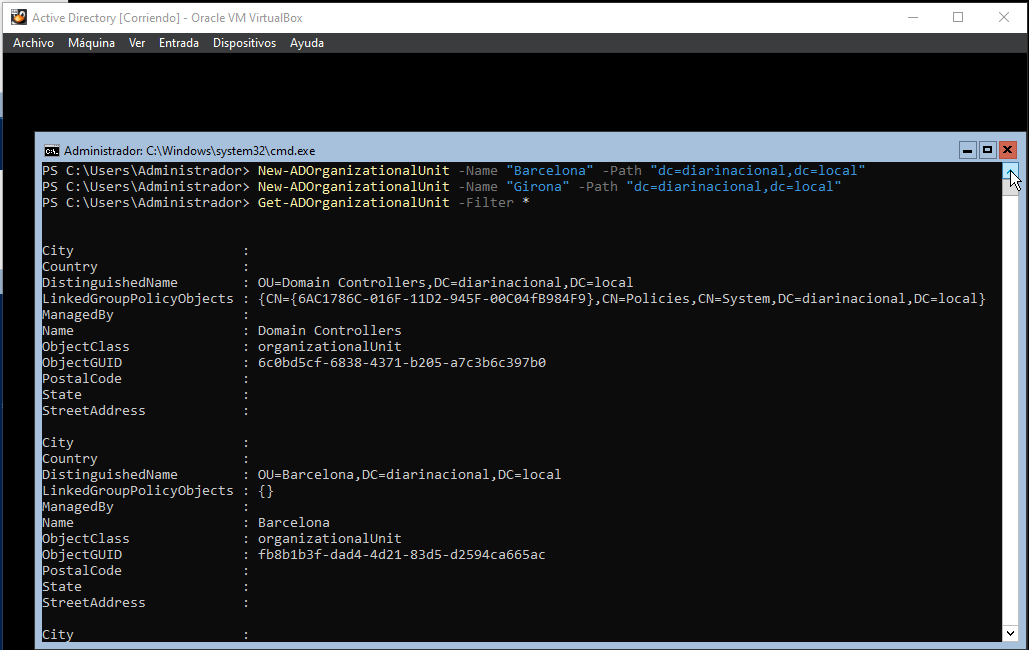 Active Directory [Corriendo] - Oracle VM VirtualBox
Archivo Máquina Ver Entrada Dispositivos Ayuda
Administrador: C:\Windows\system32\cmd.exe
PS C:\Users\Administrador> New-ADOrganizationalUnit -Name "Barcelona" -Path "dc=diarinacional,dc=local"
PS C:\Users\Administrador> New-ADOrganizationalUnit -Name "Girona" -Path "dc=diarinacional,dc=local"
PS C:\Users\Administrador> Get-ADOrganizationalUnit -Filter *
City :
Country :
DistinguishedName : OU=Domain Controllers,DC=diarinacional,DC=local
LinkedGroupPolicyObjects : {CN={6AC1786C-016F-11D2-945F-00C04fB984F9},CN=Policies,CN=System,DC=diarinacional,DC=local}
ManagedBy :
Name : Domain Controllers
ObjectClass : organizationalUnit
ObjectGUID : 6c0bd5cf-6838-4371-b205-a7c3b6c397b0
PostalCode :
State :
StreetAddress :
City :
Country :
DistinguishedName : OU=Barcelona,DC=diarinacional,DC=local
LinkedGroupPolicyObjects : {}
ManagedBy :
Name : Barcelona
ObjectClass : organizationalUnit
ObjectGUID : fb8b1b3f-dad4-4d21-83d5-d2594ca665ac
PostalCode :
State :
StreetAddress :
City :